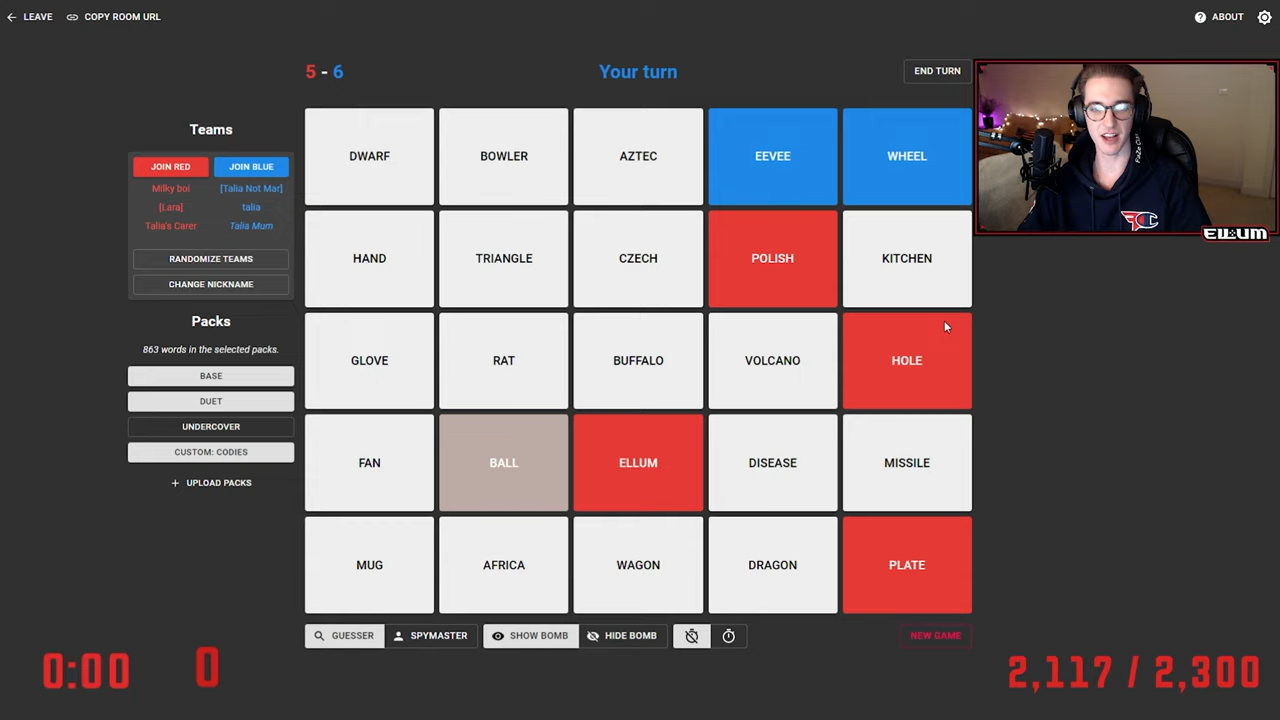 LEAVE COPY ROOM URL
ABOUT
5 - 6
Your turn
END TURN
Teams
JOIN RED JOIN BLUE
Milky boi [Talia Not Mar]
[Lara] talia
Talia's Carer Talia Mum
RANDOMIZE TEAMS
CHANGE NICKNAME
Packs
863 words in the selected packs.
BASE
DUET
UNDERCOVER
CUSTOM: CODIES
+ UPLOAD PACKS
DWARF BOWLER AZTEC EEVEE WHEEL
HAND TRIANGLE CZECH POLISH KITCHEN
GLOVE RAT BUFFALO VOLCANO HOLE
FAN BALL ELLUM DISEASE MISSILE
MUG AFRICA WAGON DRAGON PLATE
GUESSER SPYMASTER SHOW BOMB HIDE BOMB NEW GAME
ELLUM
0:00 0 2,117 / 2,300